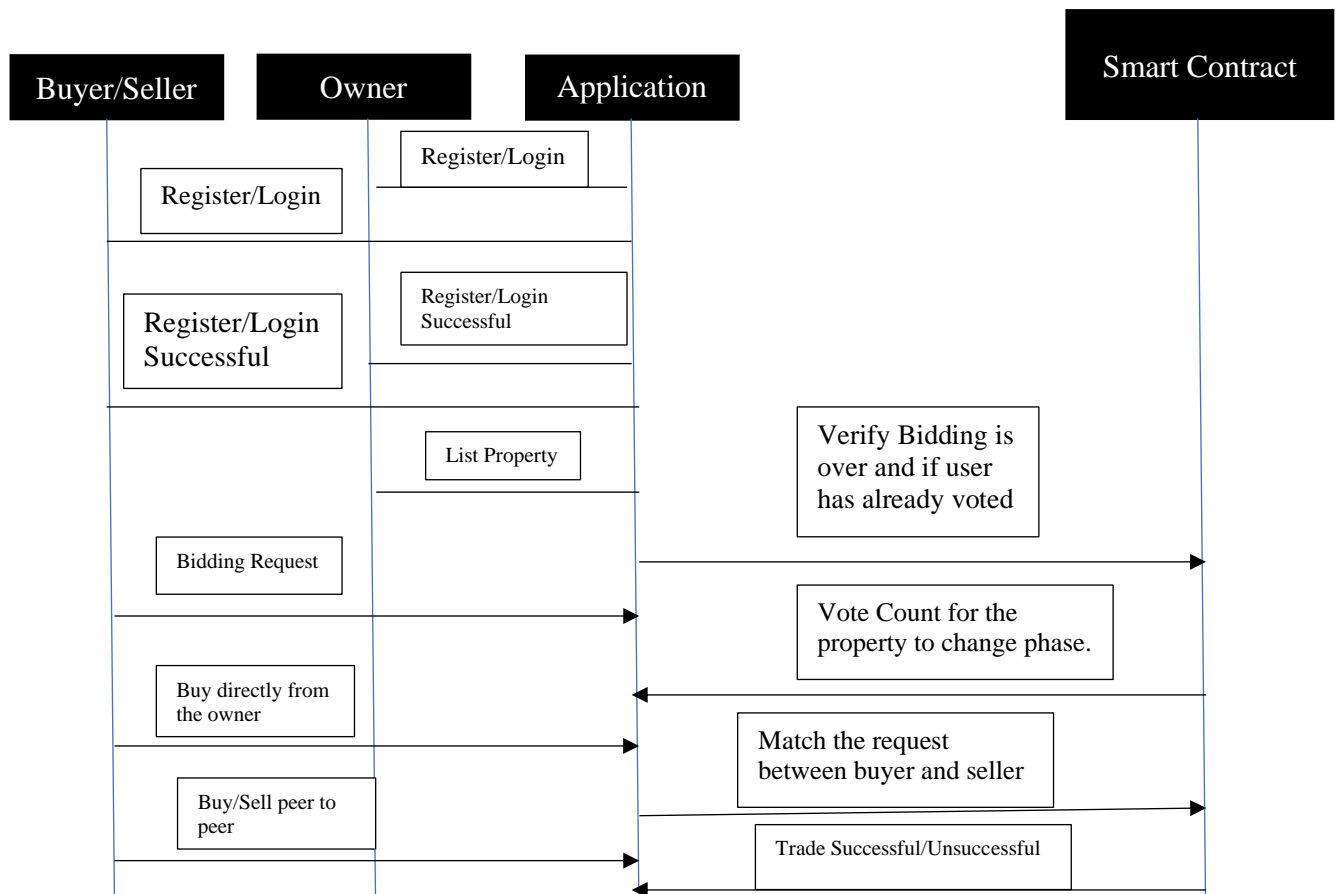 Buyer/Seller
Owner
Application
Smart Contract
Register/Login
Register/Login
Register/Login
Successful
Register/Login
Successful
List Property
Verify Bidding is
over and if user
has already voted
Bidding Request
Vote Count for the
property to change phase.
Buy directly from
the owner
Match the request
between buyer and seller
Buy/Sell peer to
peer
Trade Successful/Unsuccessful